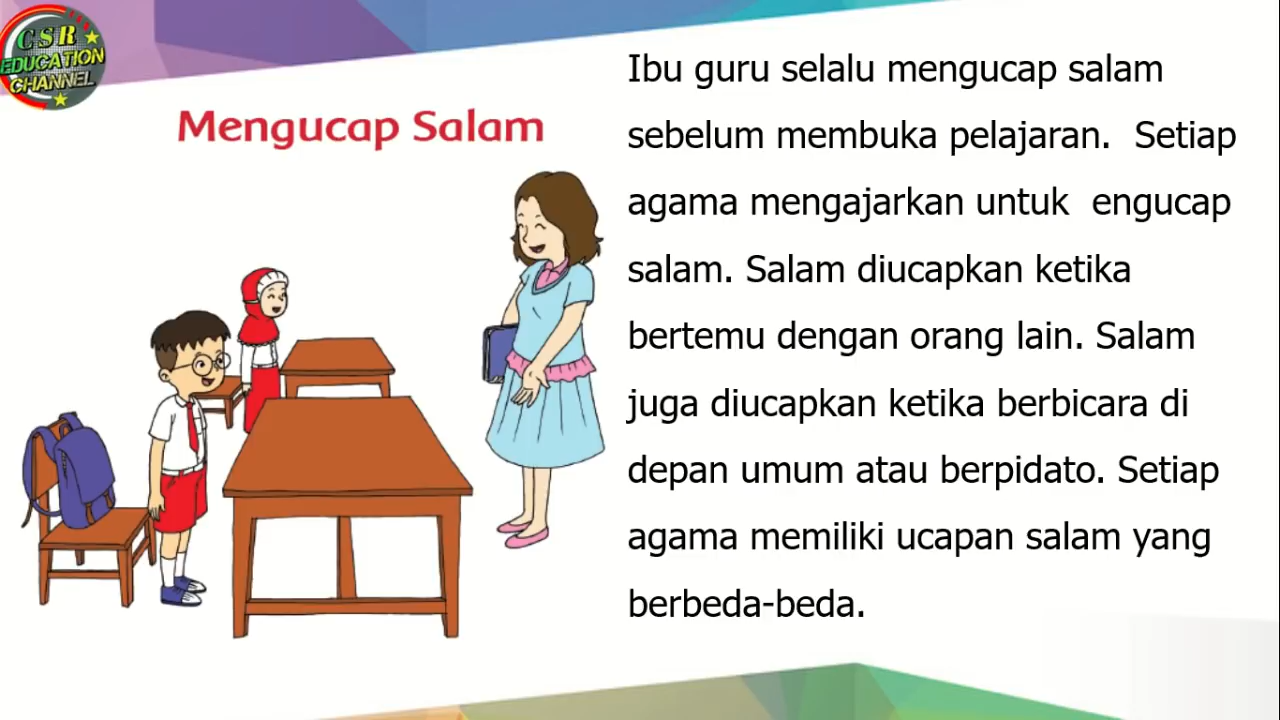 CSR
EDUCATION
CHANNEL
Mengucap Salam
Ibu guru selalu mengucap salam
sebelum membuka pelajaran.  Setiap
agama mengajarkan untuk  engucap
salam. Salam diucapkan ketika
bertemu dengan orang lain. Salam
juga diucapkan ketika berbicara di
depan umum atau berpidato. Setiap
agama memiliki ucapan salam yang
berbeda-beda.